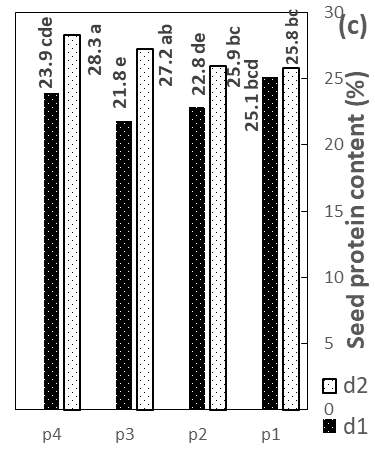 (c)
30
25
20
15
10
5
0
Seed protein content (%)
23.9 cde
28.3 a
21.8 e
27.2 ab
22.8 de
25.9 bc
25.1 bcd
25.8 bc
p4 p3 p2 p1
d2
d1